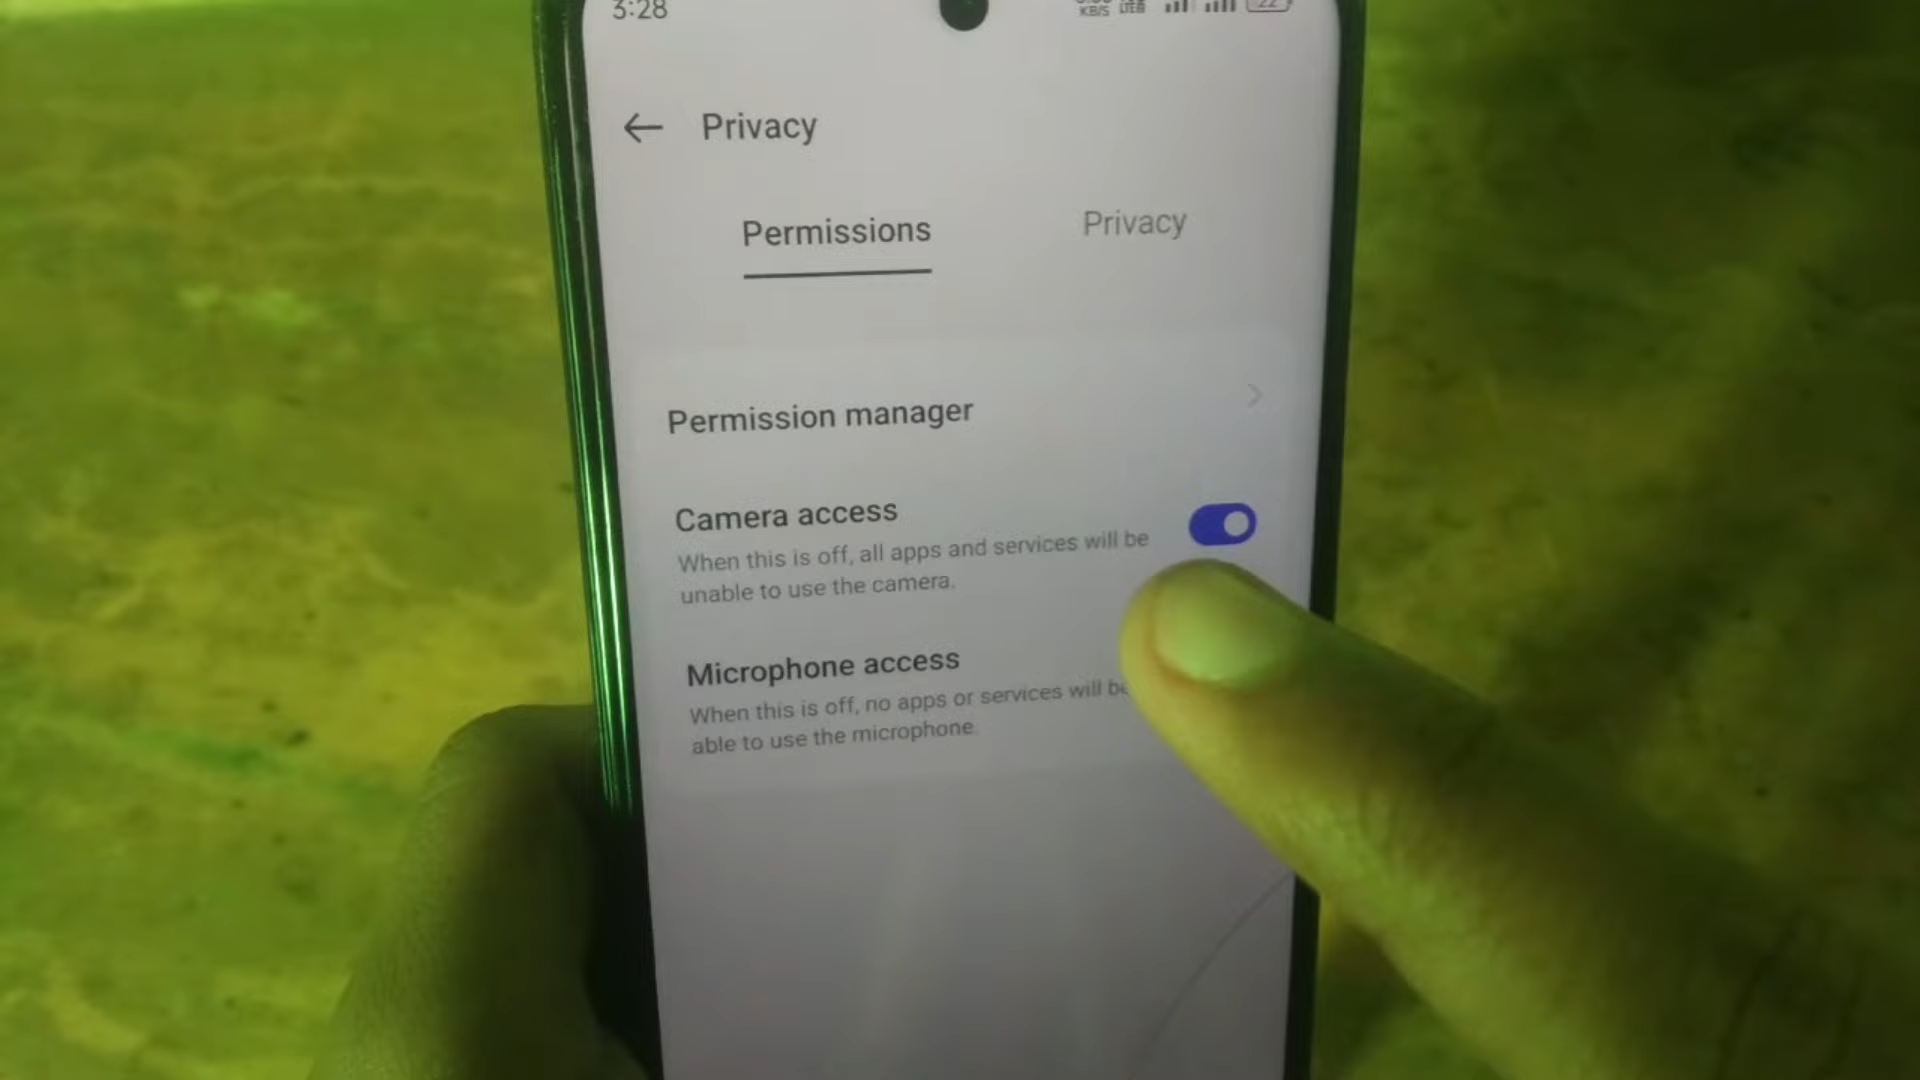 3:28
KB/S
22
Privacy
Permissions
Privacy
Permission manager
Camera access
When this is off, all apps and services will be
unable to use the camera.
Microphone access
When this is off, no apps or services will be
able to use the microphone.